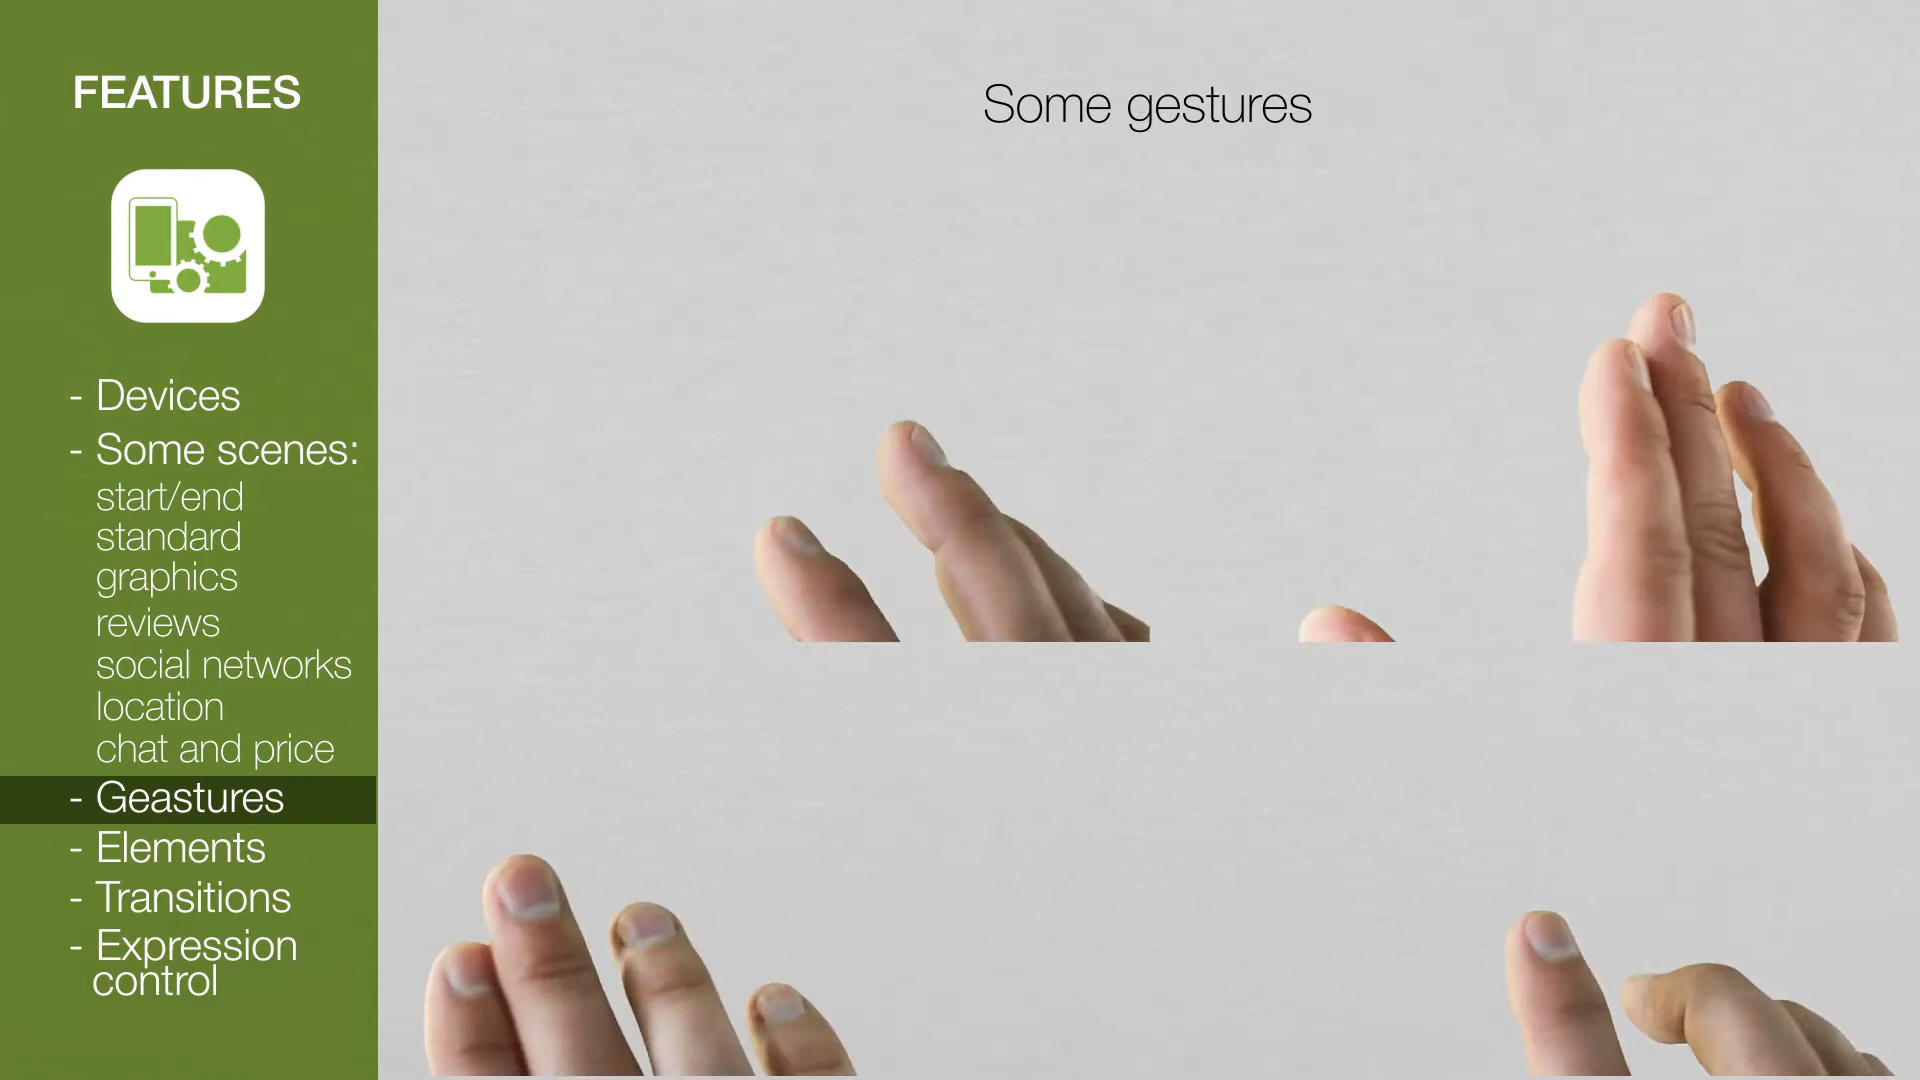 FEATURES
- Devices
- Some scenes:
start/end
standard
graphics
reviews
social networks
location
chat and price
- Geastures
- Elements
- Transitions
- Expression
control
Some gestures